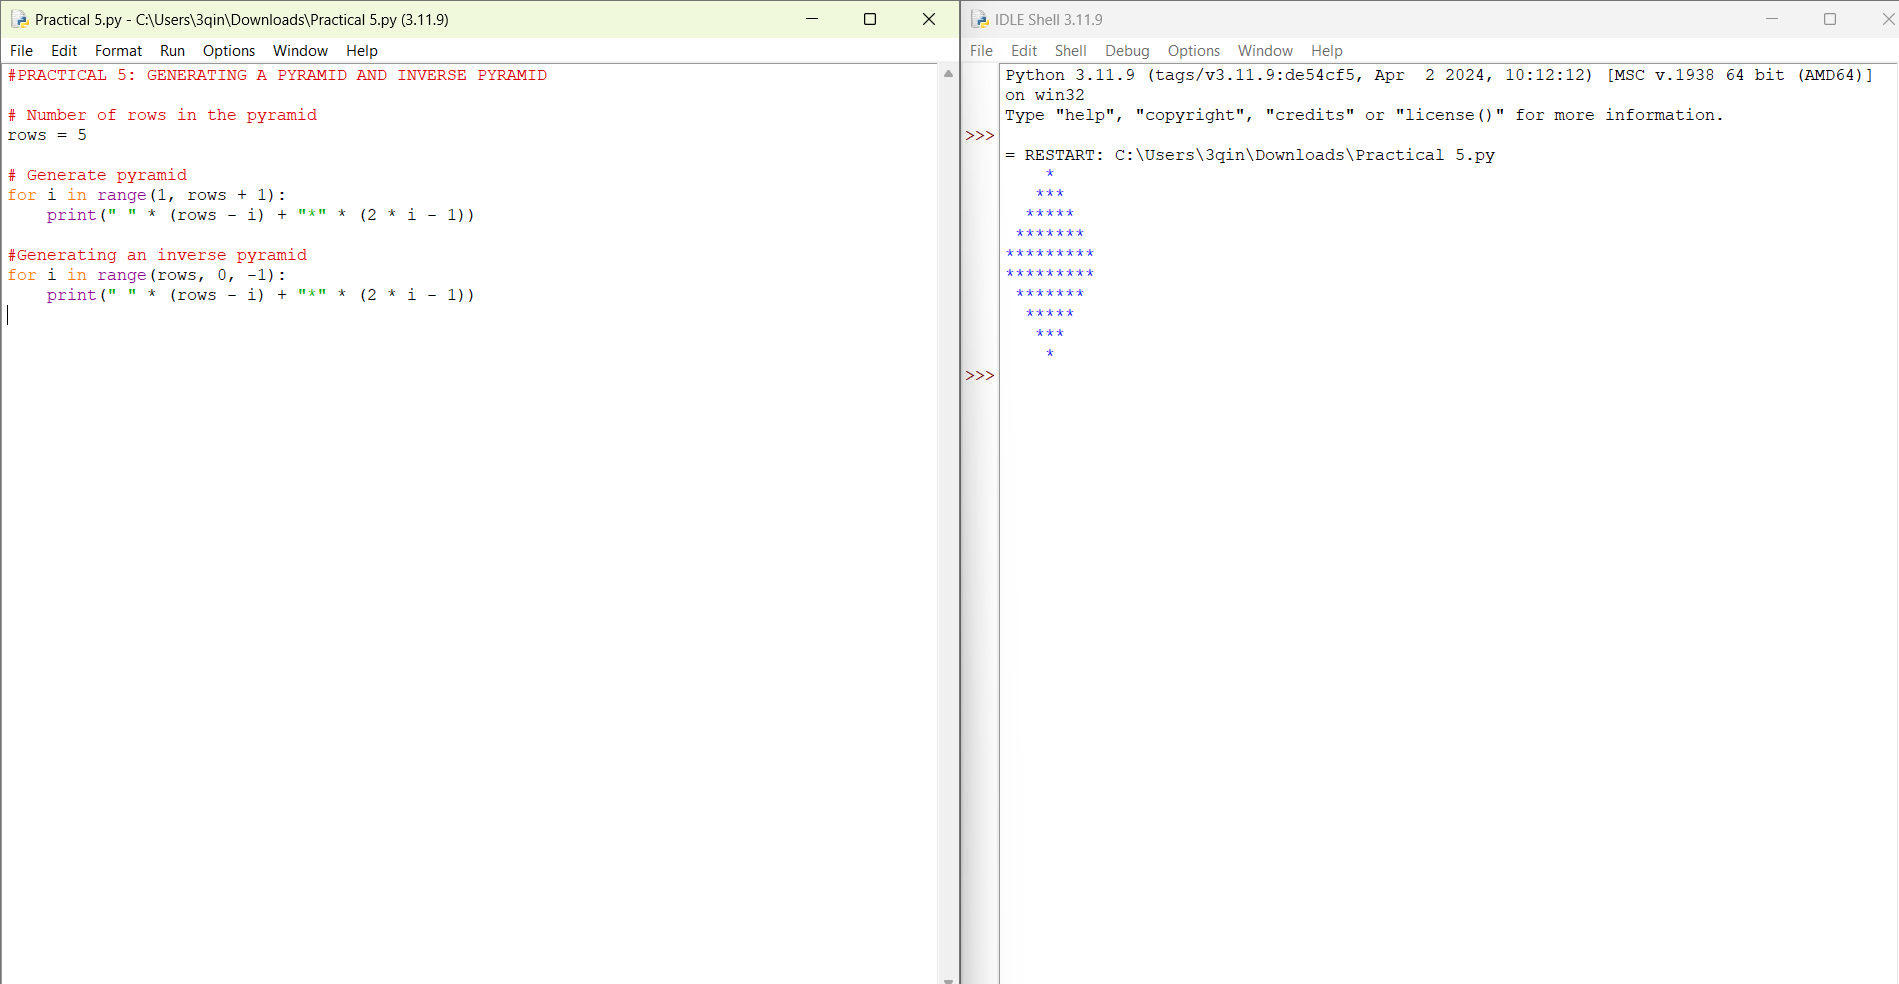 Practical 5.py - C:\Users\3qin\Downloads\Practical 5.py (3.11.9)
File Edit Format Run Options Window Help
#PRACTICAL 5: GENERATING A PYRAMID AND INVERSE PYRAMID
# Number of rows in the pyramid
rows = 5
# Generate pyramid
for i in range(1, rows + 1):
    print(" " * (rows - i) + "*" * (2 * i - 1))
#Generating an inverse pyramid
for i in range(rows, 0, -1):
    print(" " * (rows - i) + "*" * (2 * i - 1))
IDLE Shell 3.11.9
File Edit Shell Debug Options Window Help
Python 3.11.9 (tags/v3.11.9:de54cf5, Apr  2 2024, 10:12:12) [MSC v.1938 64 bit (AMD64)]
on win32
Type "help", "copyright", "credits" or "license()" for more information.
>>>
= RESTART: C:\Users\3qin\Downloads\Practical 5.py
    *
   ***
  *****
 *******
*********
*********
 *******
  *****
   ***
    *
>>>